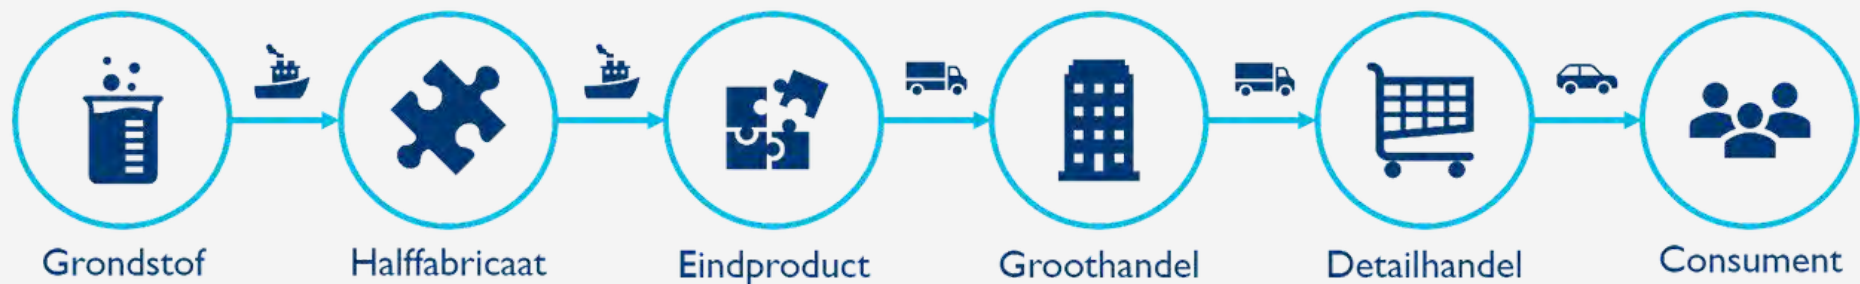 Grondstof
Halffabricaat
Eindproduct
Groothandel
Detailhandel
Consument